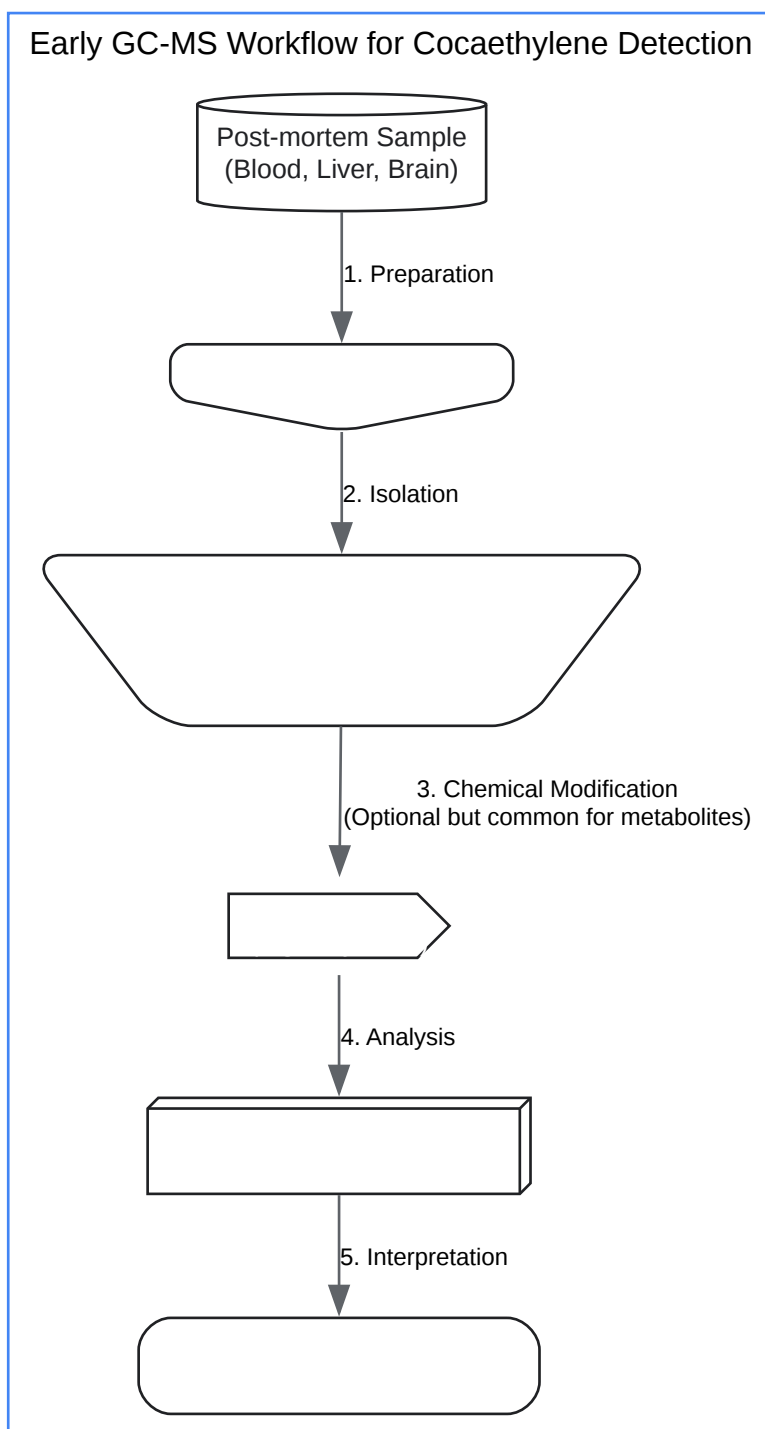 Early GC-MS Workflow for Cocaethylene Detection
Post-mortem Sample
(Blood, Liver, Brain)
1. Preparation
2. Isolation
3. Chemical Modification
(Optional but common for metabolites)
4. Analysis
5. Interpretation